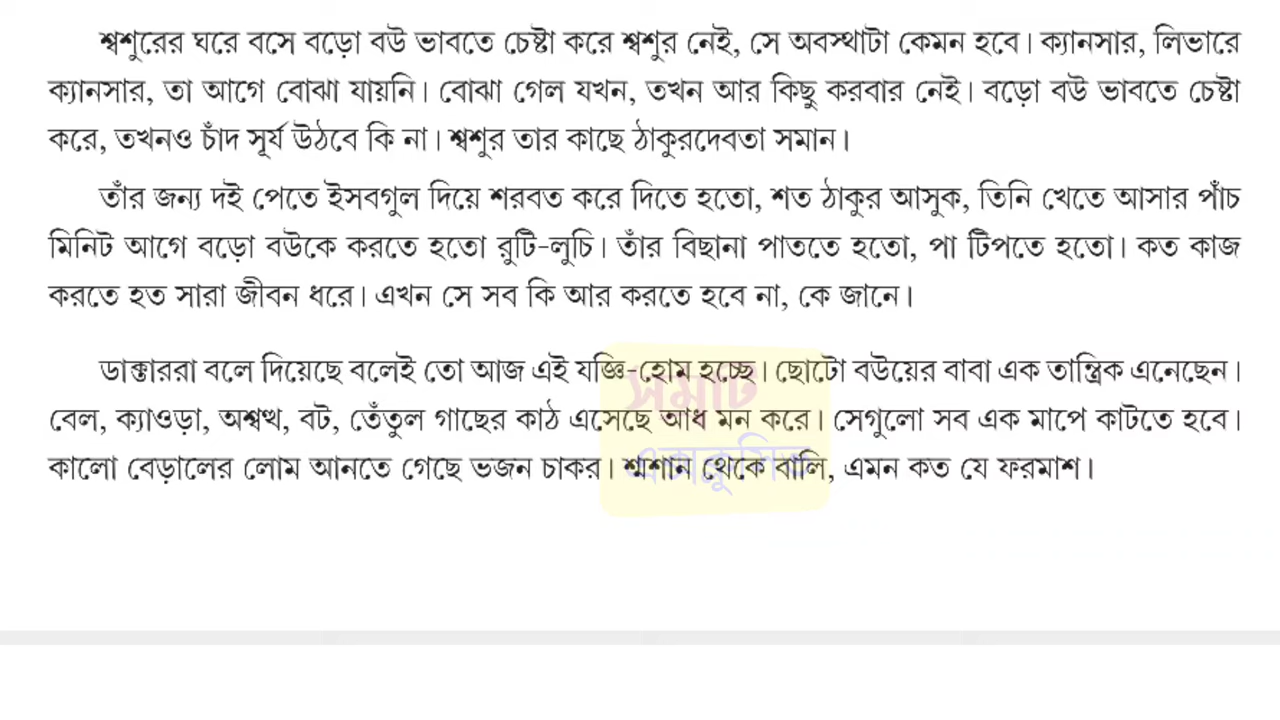 শ্বশুরের ঘরে বসে বড়ো বউ ভাবতে চেষ্টা করে শ্বশুর নেই, সে অবস্থাটা কেমন হবে। ক্যানসার, লিভারে
ক্যানসার, তা আগে বোঝা যায়নি। বোঝা গেল যখন, তখন আর কিছু করবার নেই। বড়ো বউ ভাবতে চেষ্টা
করে, তখনও চাঁদ সূর্য উঠবে কি না। শ্বশুর তার কাছে ঠাকুরদেবতা সমান।
তাঁর জন্য দই পেতে ইসবগুল দিয়ে শরবত করে দিতে হতো, শত ঠাকুর আসুক, তিনি খেতে আসার পাঁচ
মিনিট আগে বড়ো বউকে করতে হতো রুটি-লুচি। তাঁর বিছানা পাততে হতো, পা টিপতে হতো। কত কাজ
করতে হত সারা জীবন ধরে। এখন সে সব কি আর করতে হবে না, কে জানে।
ডাক্তাররা বলে দিয়েছে বলেই তো আজ এই যজ্ঞি-হোম হচ্ছে। ছোটো বউয়ের বাবা এক তান্ত্রিক এনেছেন।
বেল, ক্যাওড়া, অশ্বত্থ, বট, তেঁতুল গাছের কাঠ এসেছে আধ মন করে। সেগুলো সব এক মাপে কাটতে হবে।
কালো বেড়ালের লোম আনতে গেছে ভজন চাকর। শ্মশান থেকে বালি, এমন কত যে ফরমাশ।